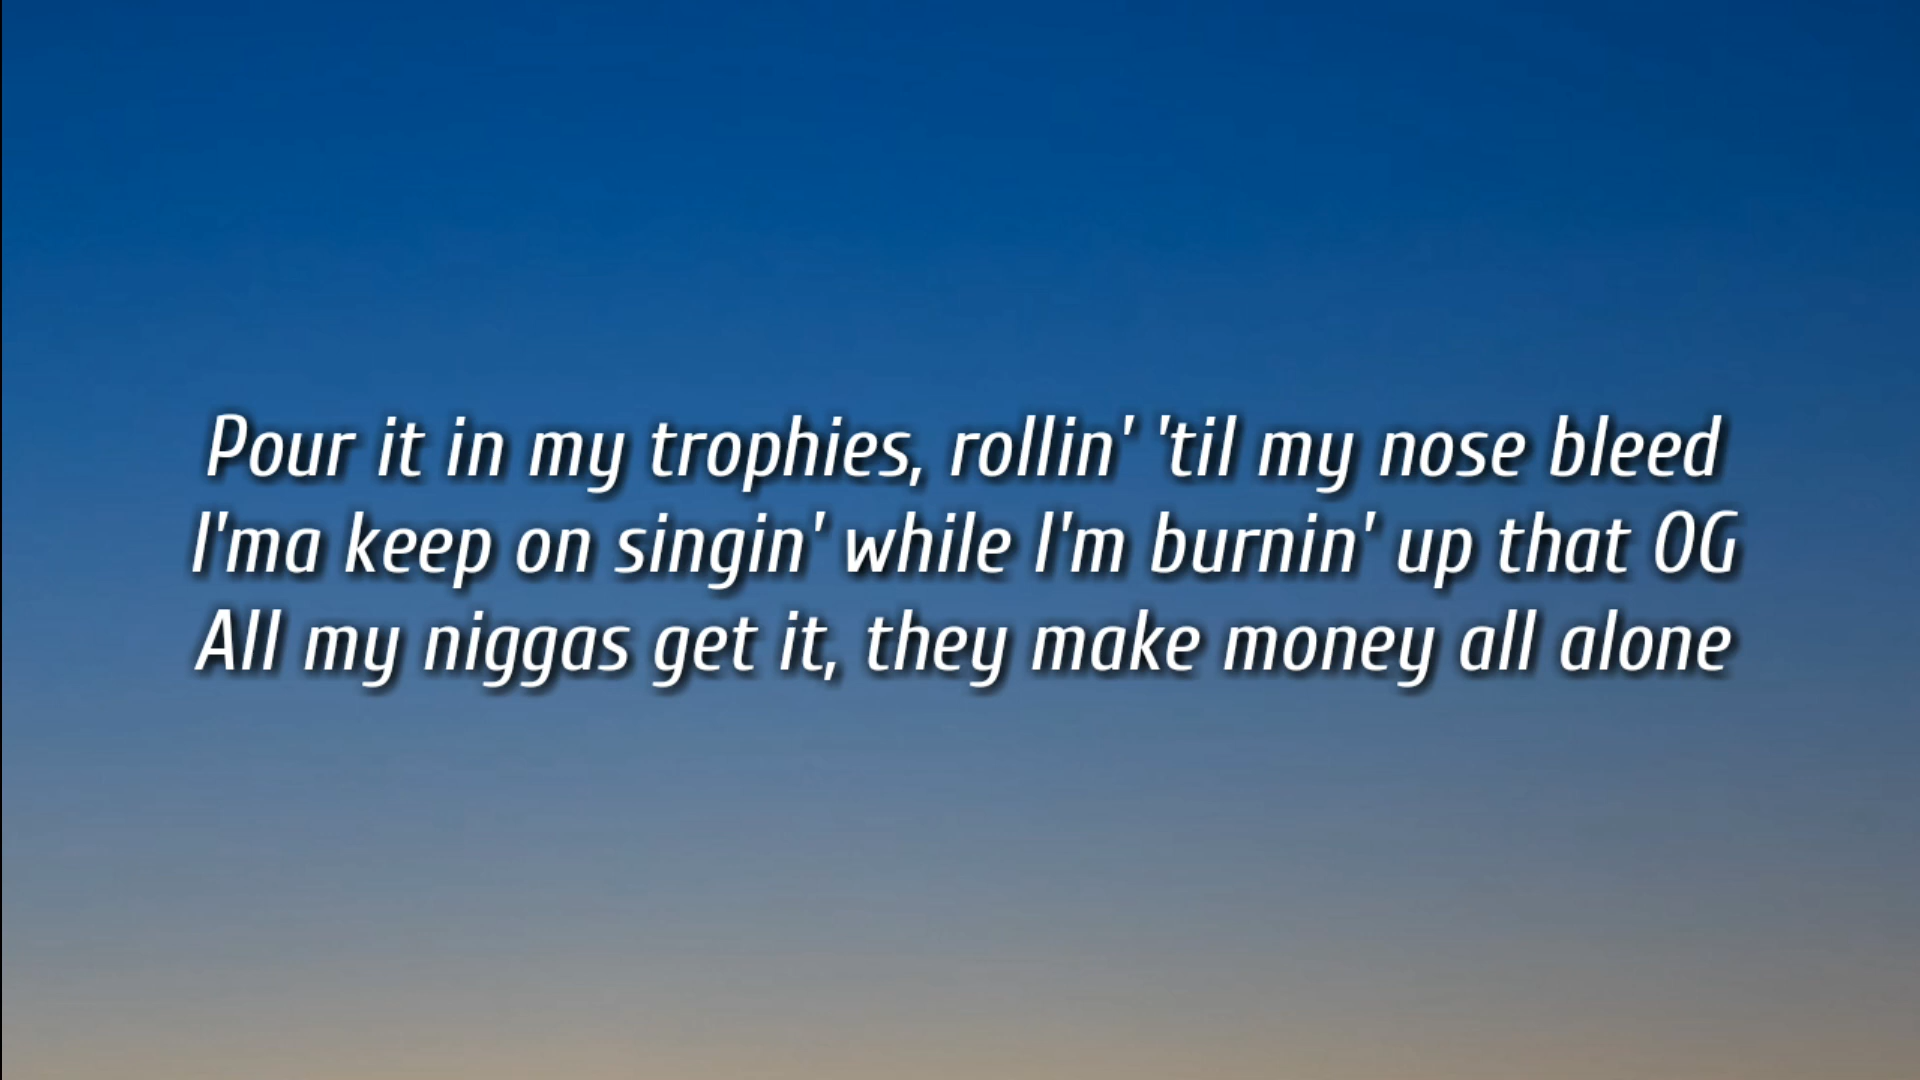 Pour it in my trophies, rollin' 'til my nose bleed
I'ma keep on singin' while I'm burnin' up that OG
All my niggas get it, they make money all alone